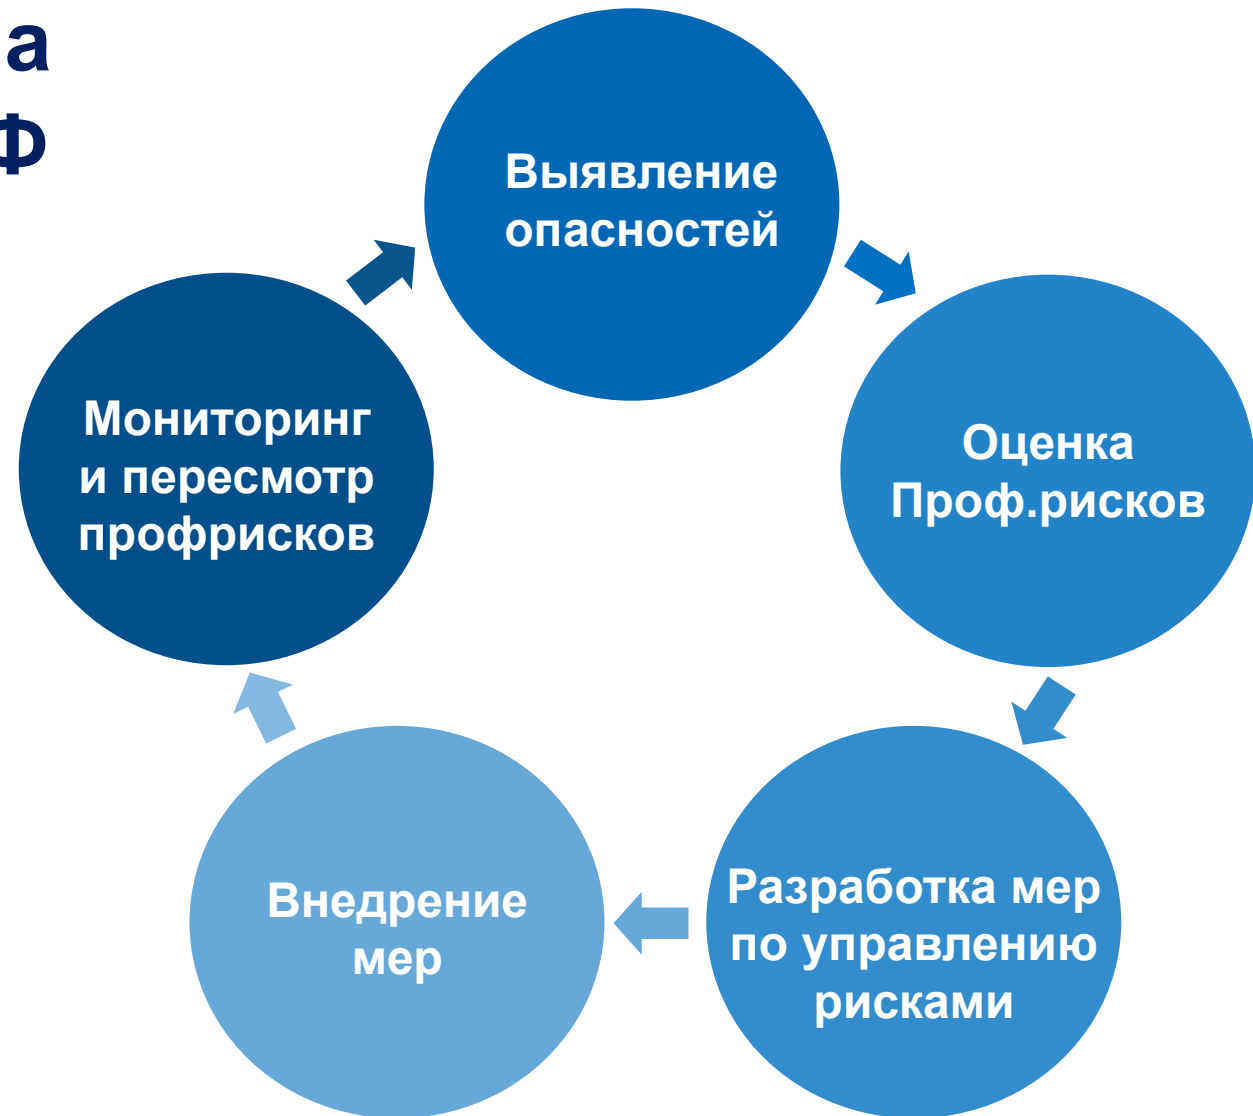 а
Ф
Выявление
опасностей
Оценка
Проф.рисков
Разработка мер
по управлению
рисками
Внедрение
мер
Мониторинг
и пересмотр
профрисков